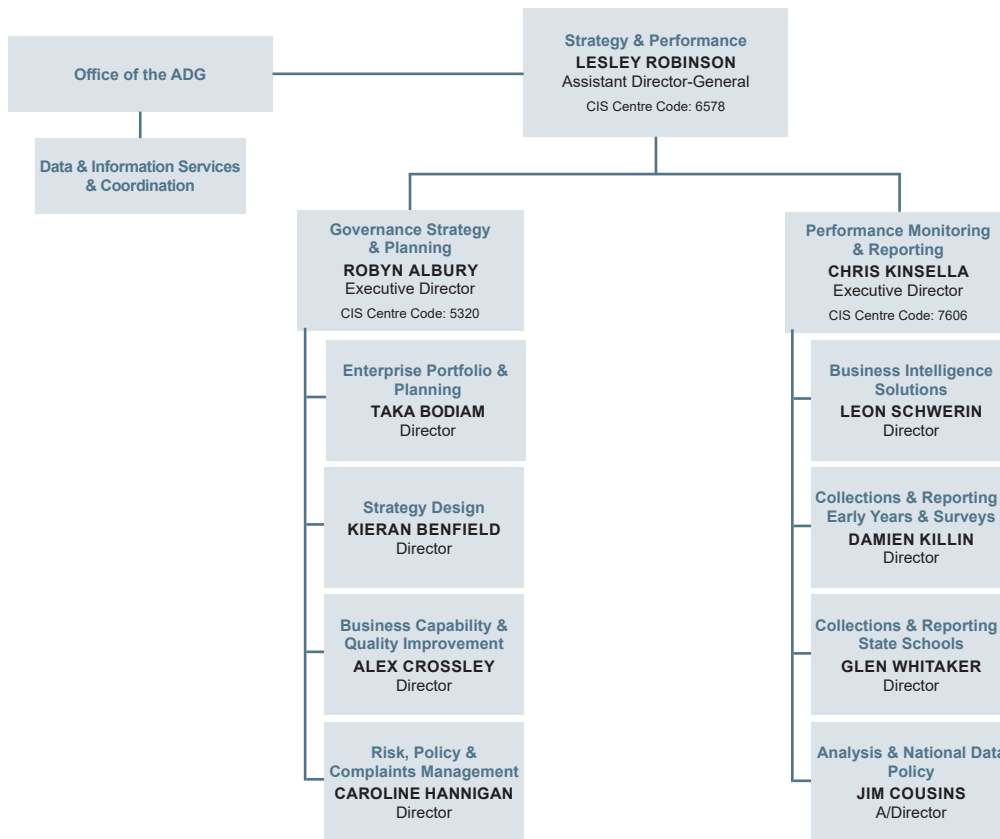 Strategy & Performance
LESLEY ROBINSON
Assistant Director-General
CIS Centre Code: 6578
Office of the ADG
Data & Information Services
& Coordination
Governance Strategy
& Planning
ROBYN ALBURY
Executive Director
CIS Centre Code: 5320
Enterprise Portfolio &
Planning
TAKA BODIAM
Director
Strategy Design
KIERAN BENFIELD
Director
Business Capability &
Quality Improvement
ALEX CROSSLEY
Director
Risk, Policy &
Complaints Management
CAROLINE HANNIGAN
Director
Performance Monitoring
& Reporting
CHRIS KINSELLA
Executive Director
CIS Centre Code: 7606
Business Intelligence
Solutions
LEON SCHWERIN
Director
Collections & Reporting
Early Years & Surveys
DAMIEN KILLIN
Director
Collections & Reporting
State Schools
GLEN WHITAKER
Director
Analysis & National Data
Policy
JIM COUSINS
A/Director